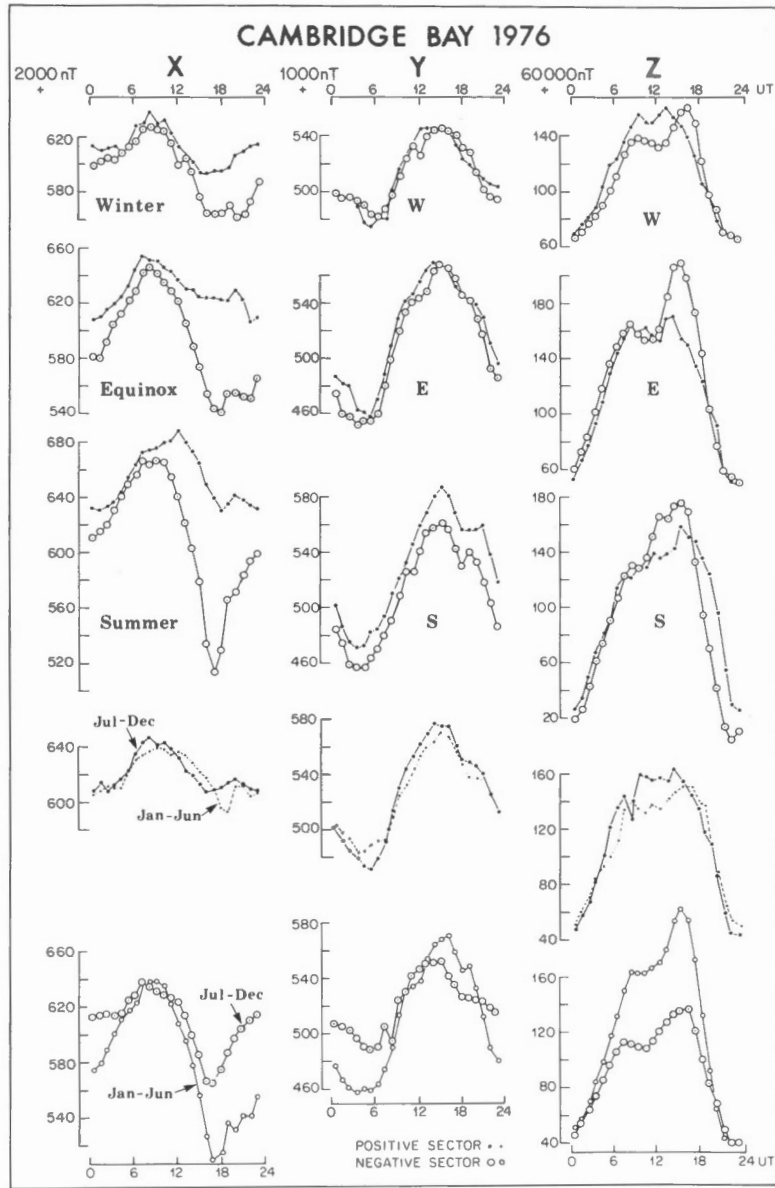 CAMBRIDGE BAY 1976
X Y Z
2000nT + 0 6 12 18 24
1000nT + 0 6 12 18 24
60000nT + 0 6 12 18 24 UT
620
580
Winter
540
500
W
140
100
60
W
660
620
580
540
Equinox
540
500
460
E
180
140
100
60
E
680
640
600
560
520
Summer
580
540
500
460
S
180
140
100
60
20
S
640
600
Jul-Dec
Jan-Jun
580
540
500
160
120
80
40
660
620
580
540
Jul-Dec
Jan-Jun
0 6 12 18 24
580
540
500
460
0 6 12 18 24
160
120
80
40
0 6 12 18 24 UT
POSITIVE SECTOR
NEGATIVE SECTOR